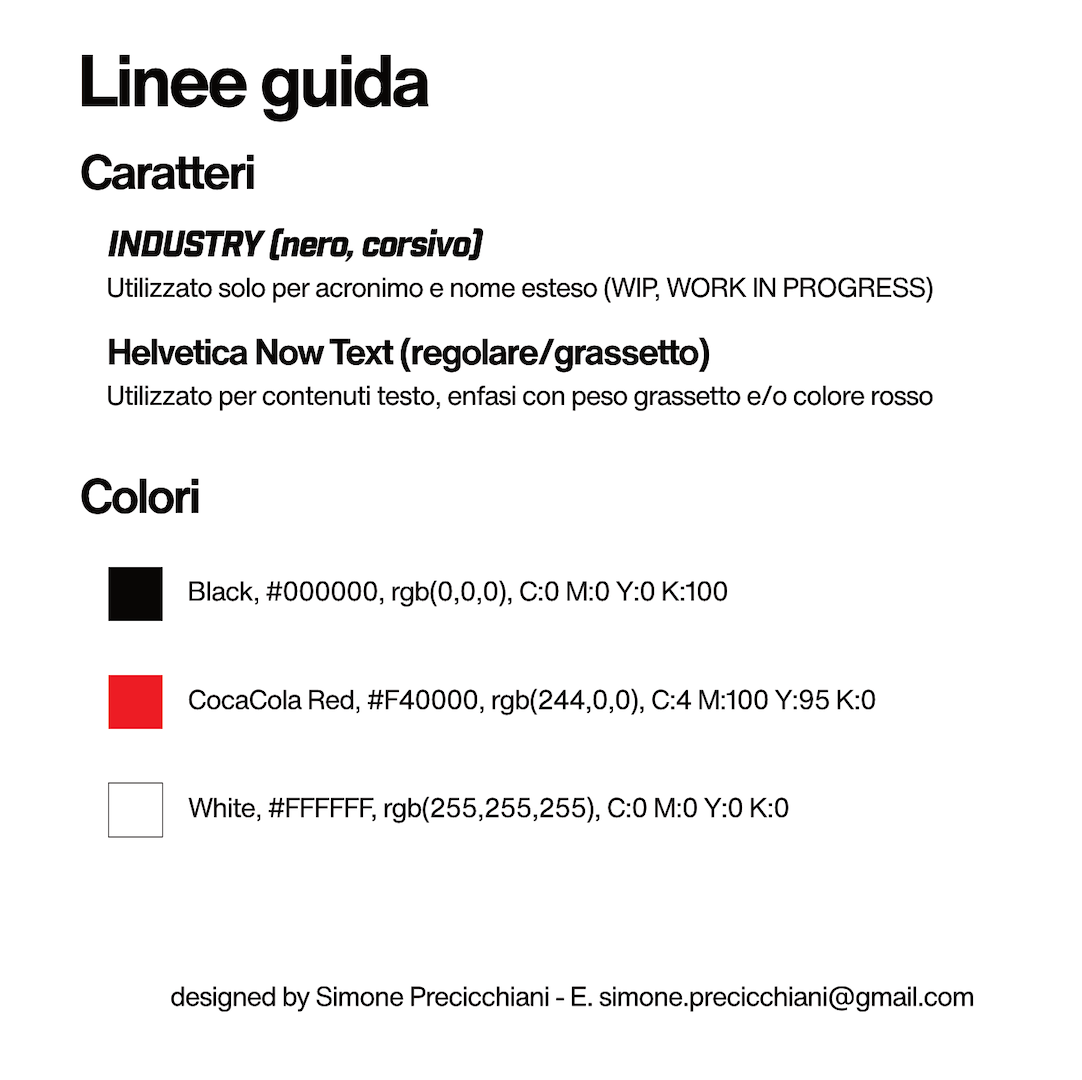 Linee guida
Caratteri
INDUSTRY (nero, corsivo)
Utilizzato solo per acronimo e nome esteso (WIP, WORK IN PROGRESS)
Helvetica Now Text (regolare/grassetto)
Utilizzato per contenuti testo, enfasi con peso grassetto e/o colore rosso
Colori
Black, #000000, rgb(0,0,0), C:0 M:0 Y:0 K:100
CocaCola Red, #F40000, rgb(244,0,0), C:4 M:100 Y:95 K:0
White, #FFFFFF, rgb(255,255,255), C:0 M:0 Y:0 K:0
designed by Simone Precicchiani - E. simone.precicchiani@gmail.com